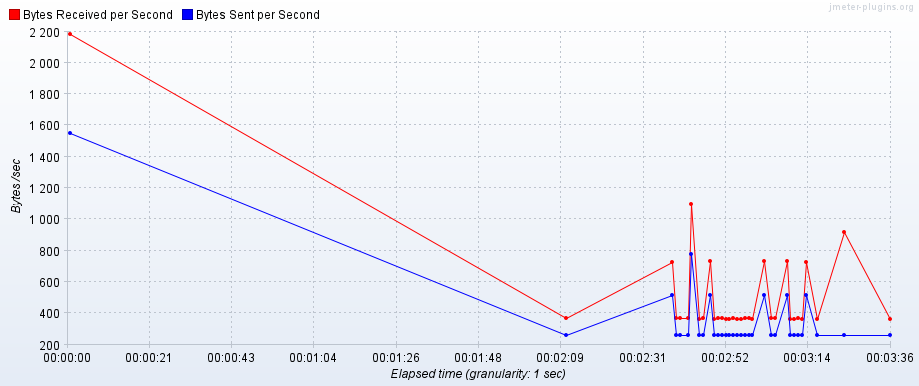 jmeter-plugins.org
Bytes Received per Second Bytes Sent per Second
2 200
2 000
1 800
1 600
1 400
1 200
1 000
800
600
400
200
Bytes /sec
00:00:00 00:00:21 00:00:43 00:01:04 00:01:26 00:01:48 00:02:09 00:02:31 00:02:52 00:03:14 00:03:36
Elapsed time (granularity: 1 sec)